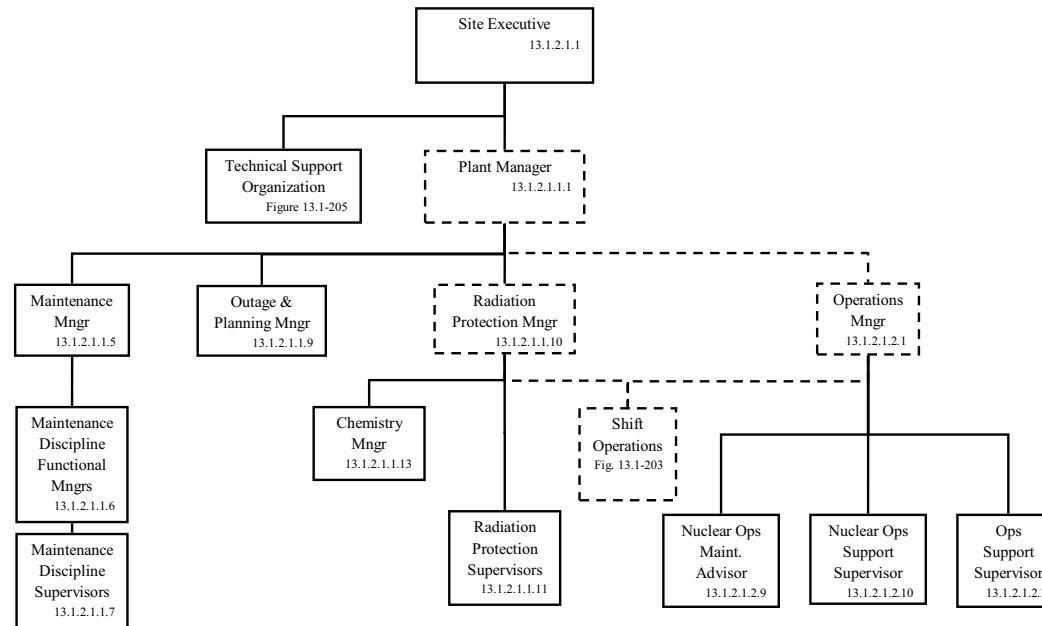 Site Executive
13.1.2.1.1
Technical Support
Organization
Figure 13.1-205
Plant Manager
13.1.2.1.1.1
Maintenance
Mngr
13.1.2.1.1.5
Outage &
Planning Mngr
13.1.2.1.1.9
Radiation
Protection Mngr
13.1.2.1.1.10
Operations
Mngr
13.1.2.1.2.1
Maintenance
Discipline
Functional
Mngrs
13.1.2.1.1.6
Chemistry
Mngr
13.1.2.1.1.13
Shift
Operations
Fig. 13.1-203
Maintenance
Discipline
Supervisors
13.1.2.1.1.7
Radiation
Protection
Supervisors
13.1.2.1.1.11
Nuclear Ops
Maint.
Advisor
13.1.2.1.2.9
Nuclear Ops
Support
Supervisor
13.1.2.1.2.10
Ops
Support
Supervisor